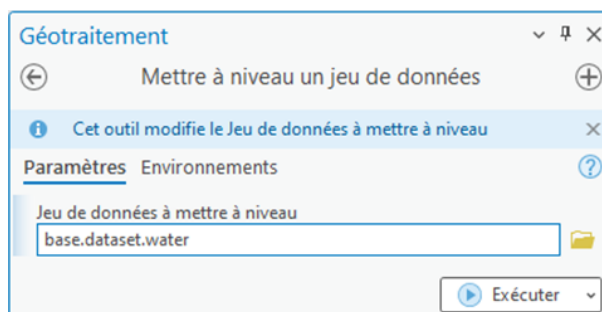 Géotraitement
Mettre à niveau un jeu de données
Cet outil modifie le Jeu de données à mettre à niveau
Paramètres Environnements
Jeu de données à mettre à niveau
base.dataset.water
Exécuter